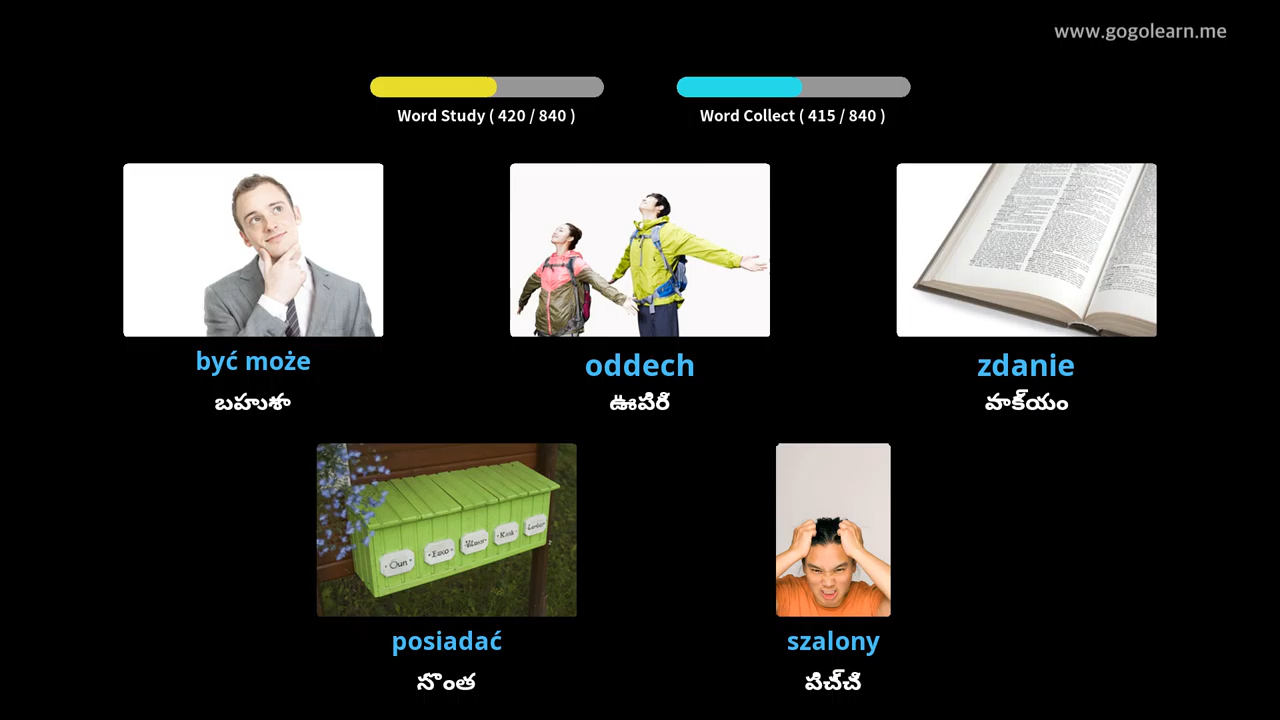 www.gogolearn.me
Word Study ( 420 / 840 )
Word Collect ( 415 / 840 )
być może
బహుశా
oddech
ఊపిరి
zdanie
వాక్యం
posiadać
సొంత
szalony
పిచ్చి